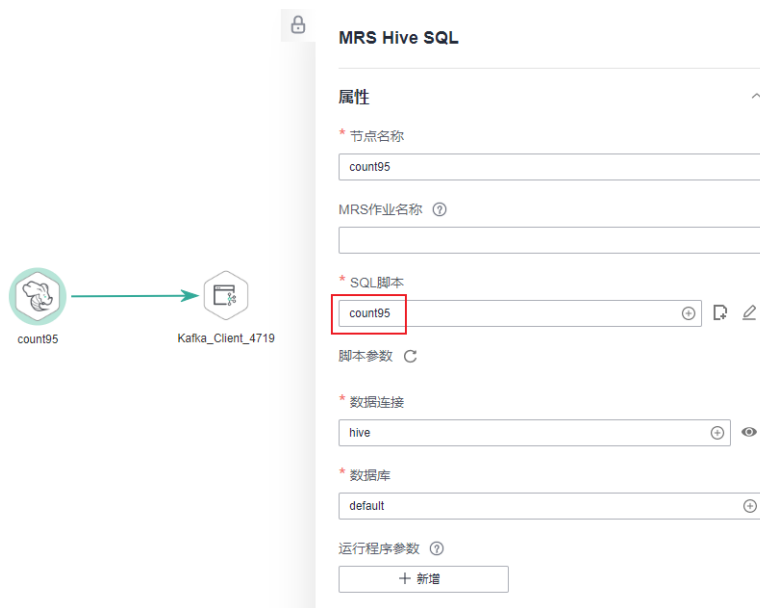 MRS Hive SQL
属性
* 节点名称
count95
MRS作业名称
* SQL脚本
count95
脚本参数
* 数据连接
hive
* 数据库
default
运行程序参数
+ 新增
count95
Kafka_Client_4719